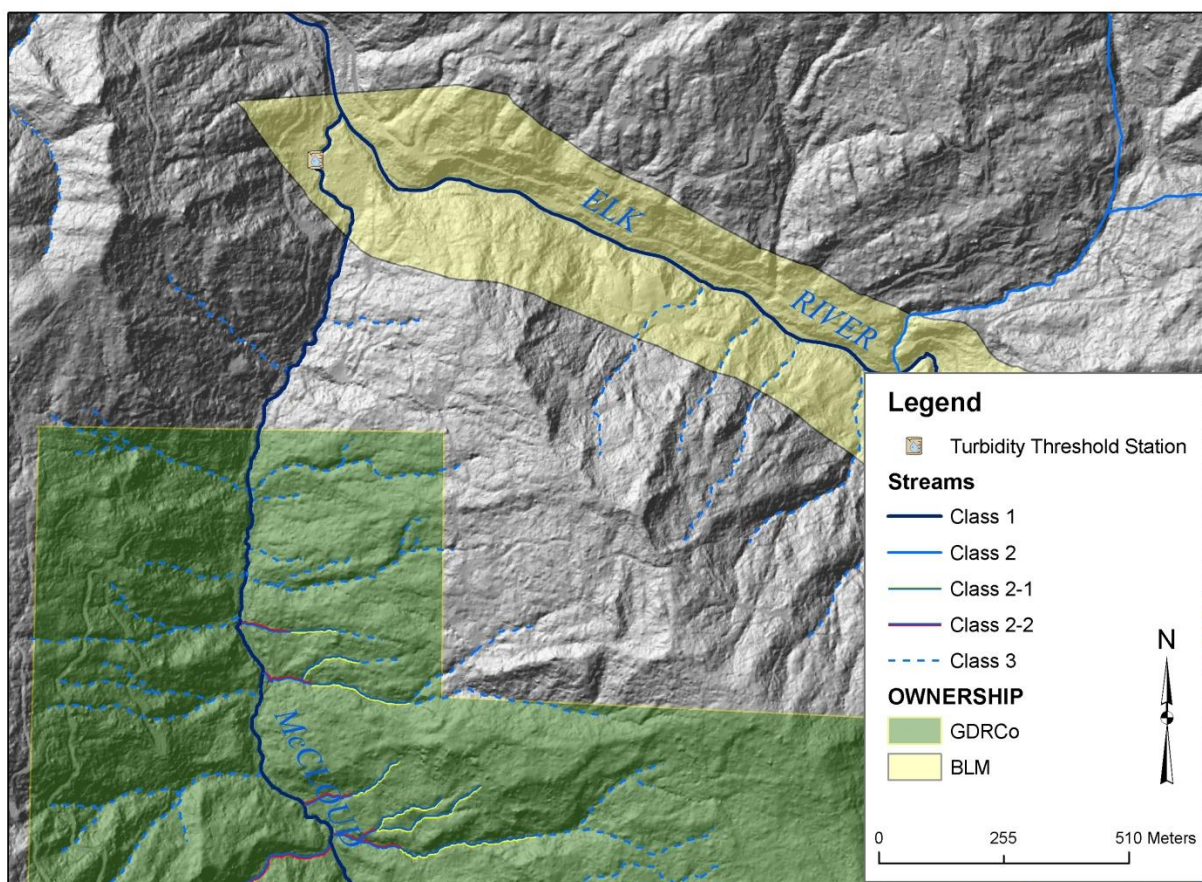 ELK
RIVER
McCLOUD
Legend
Turbidity Threshold Station
Streams
Class 1
Class 2
Class 2-1
Class 2-2
Class 3
OWNERSHIP
GDRCo
BLM
N
0 255 510 Meters